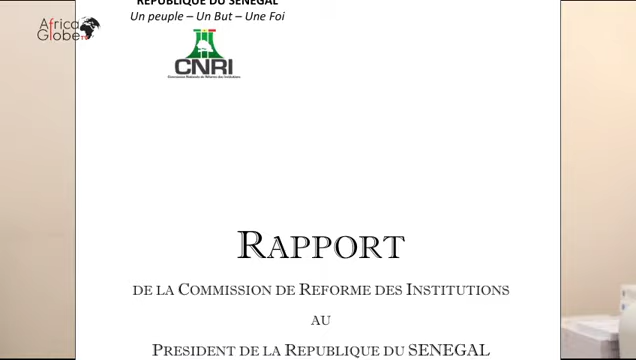 Africa
Globe TV
REPUBLIQUE DU SENEGAL
Un peuple – Un But – Une Foi
CNRI
RAPPORT
DE LA COMMISSION DE REFORME DES INSTITUTIONS
AU
PRESIDENT DE LA REPUBLIQUE DU SENEGAL